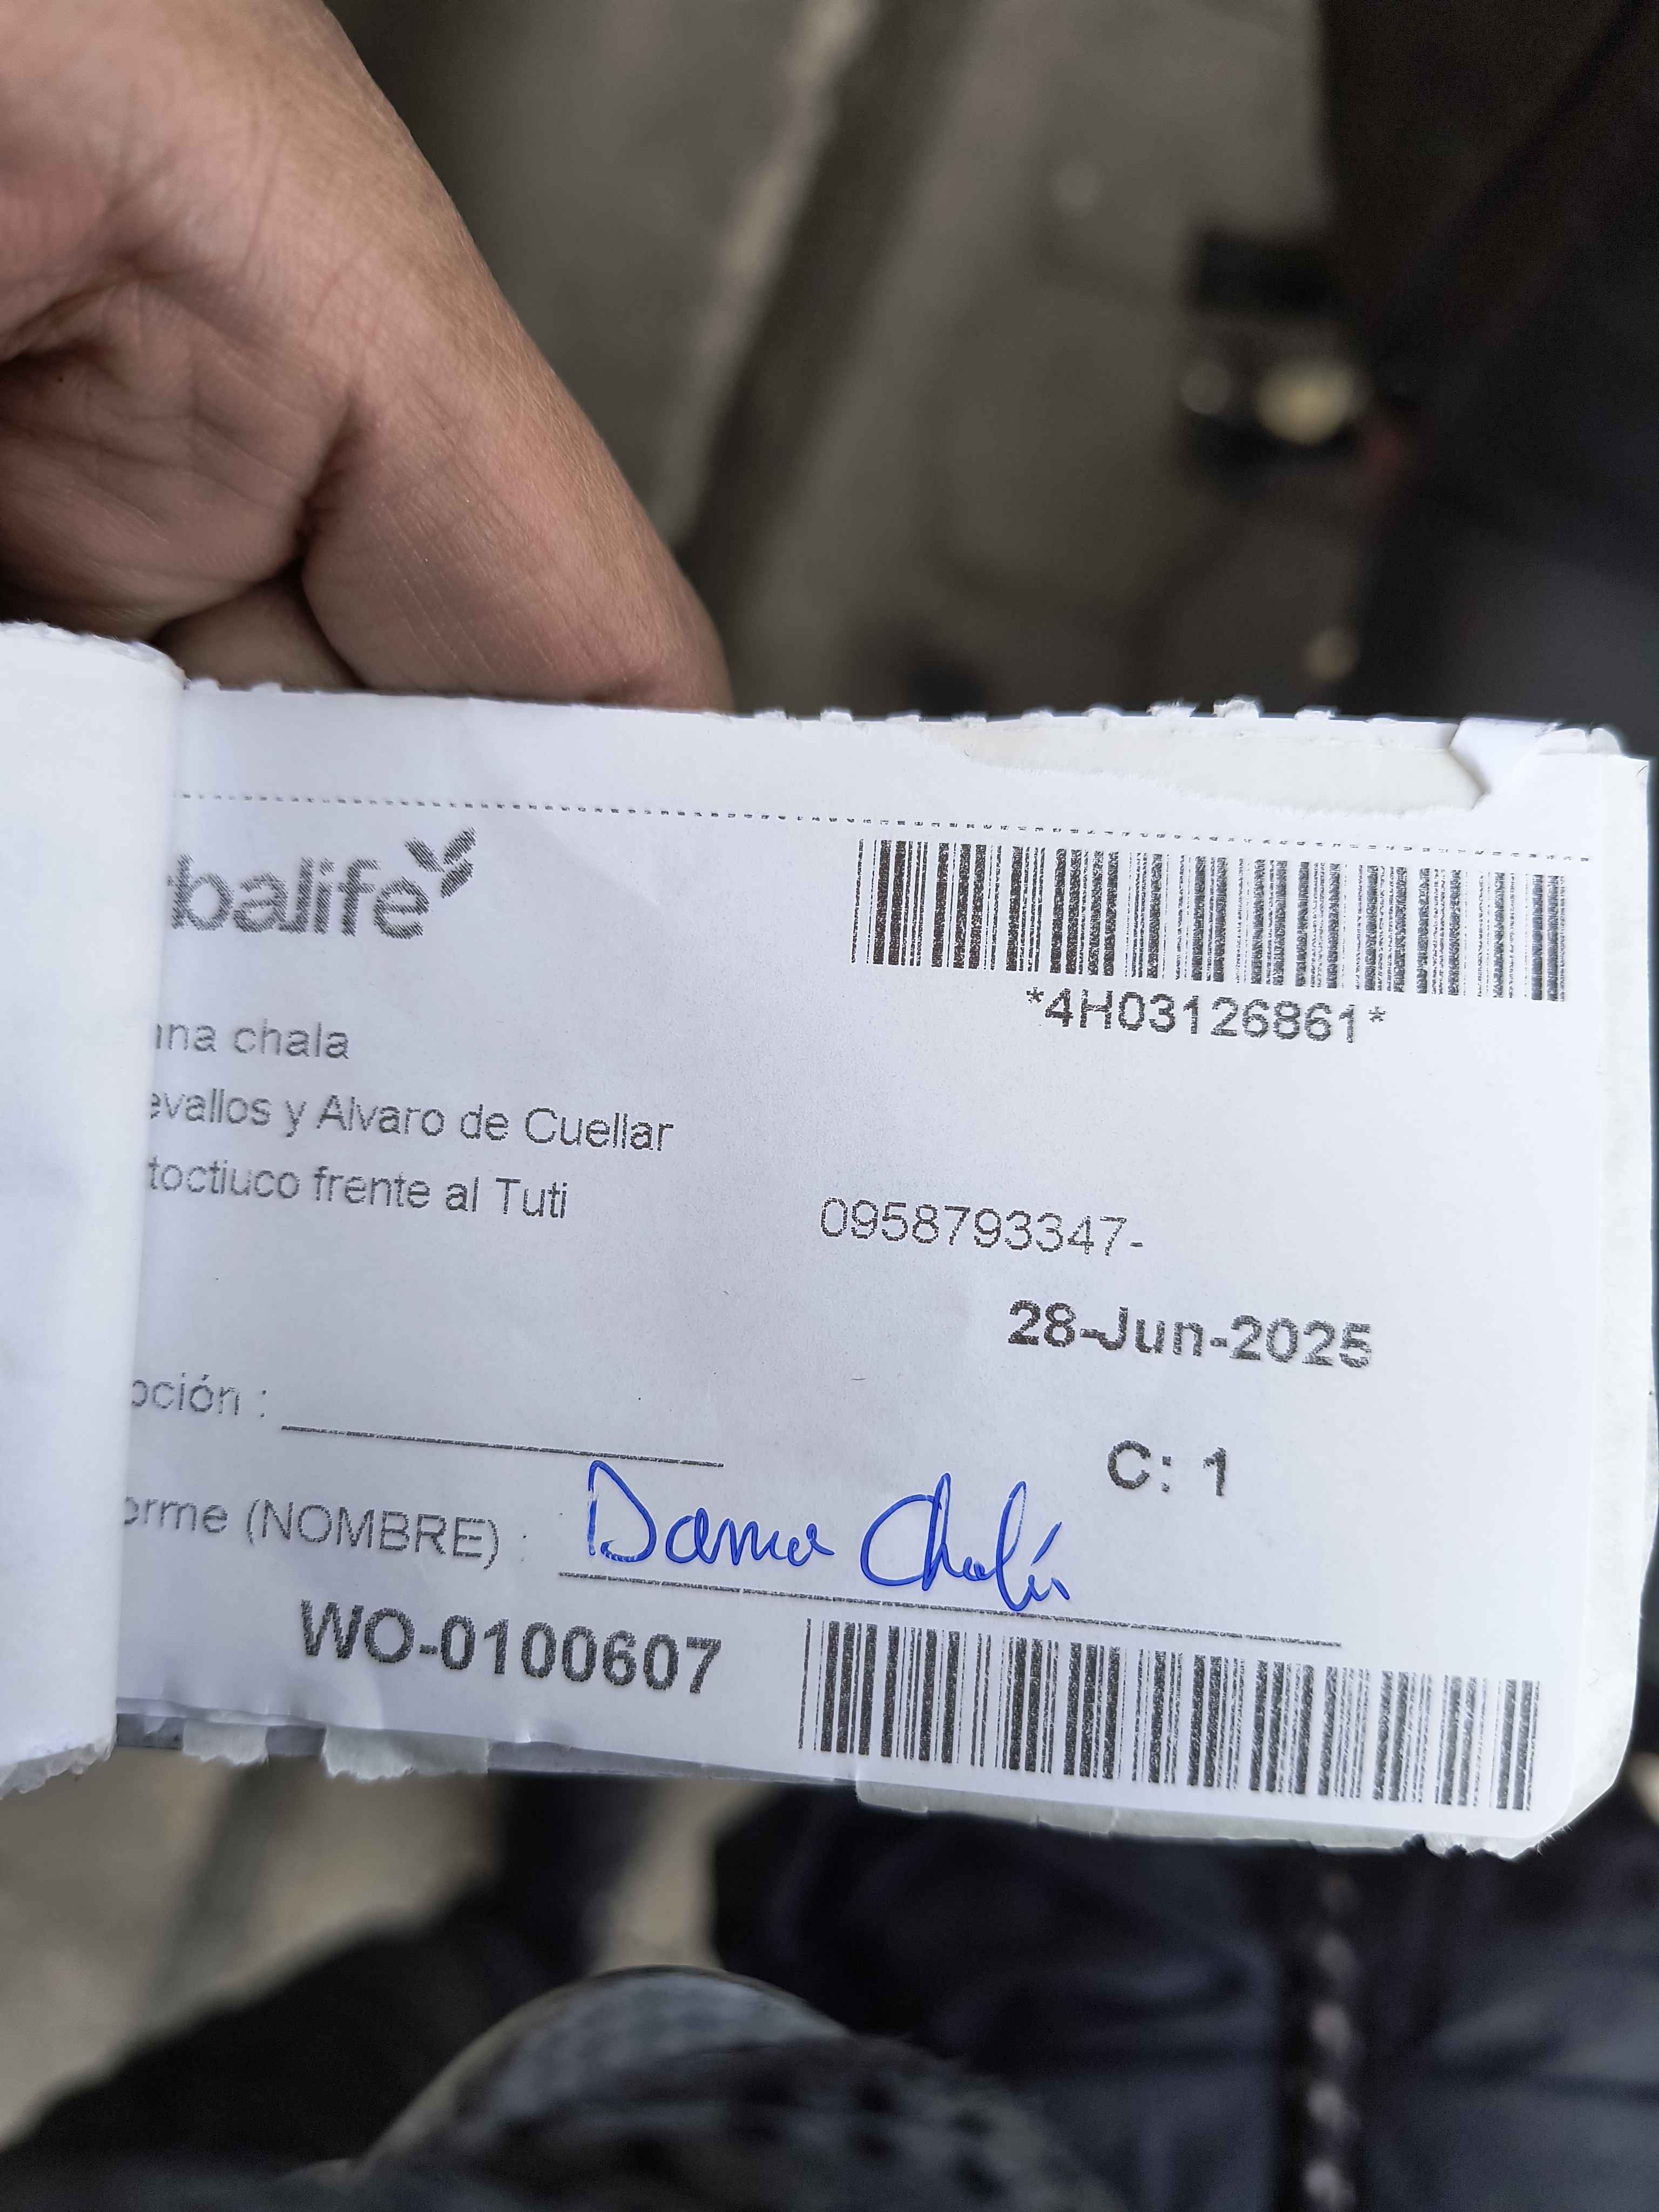 balife
*4H03126861*
nna chala
evallos y Alvaro de Cuellar
toctiuco frente al Tuti
0958793347-
28-Jun-2025
pción :
C: 1
orme (NOMBRE) :
WO-0100607